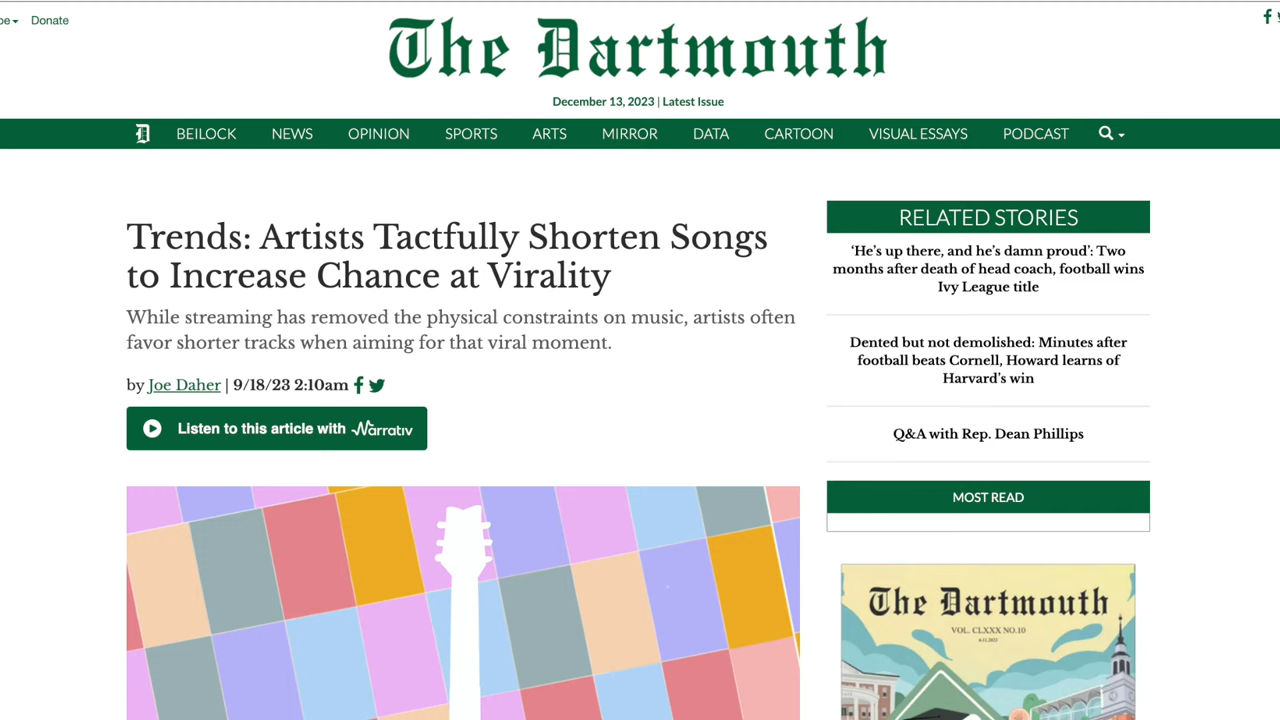 Donate
The Dartmouth
December 13, 2023 | Latest Issue
BEILOCK NEWS OPINION SPORTS ARTS MIRROR DATA CARTOON VISUAL ESSAYS PODCAST
Trends: Artists Tactfully Shorten Songs
to Increase Chance at Virality
While streaming has removed the physical constraints on music, artists often
favor shorter tracks when aiming for that viral moment.
by Joe Daher | 9/18/23 2:10am
Listen to this article with Narrativ
RELATED STORIES
‘He’s up there, and he’s damn proud’: Two
months after death of head coach, football wins
Ivy League title
Dented but not demolished: Minutes after
football beats Cornell, Howard learns of
Harvard’s win
Q&A with Rep. Dean Phillips
MOST READ
The Dartmouth
VOL. CLXXX NO.10